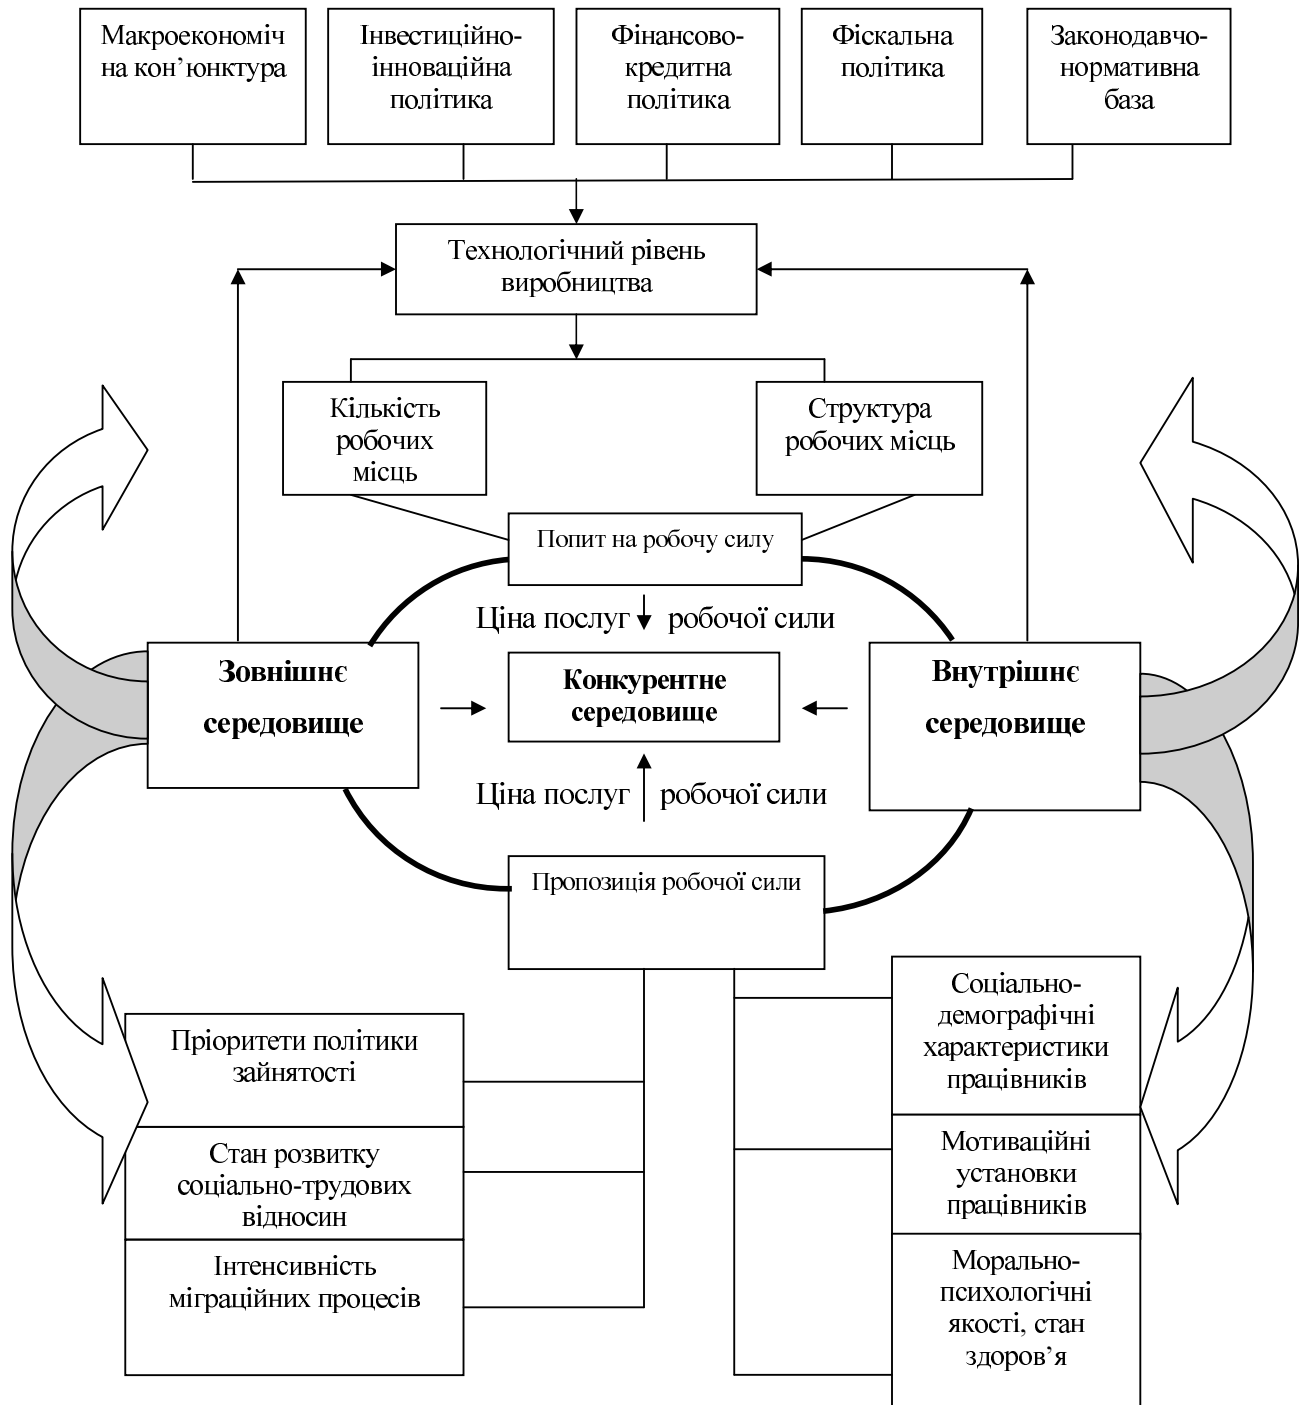 Макроекономіч
на кон’юнктура
Інвестиційно-
інноваційна
політика
Фінансово-
кредитна
політика
Фіскальна
політика
Законодавчо-
нормативна
база
Технологічний рівень
виробництва
Кількість
робочих
місць
Структура
робочих місць
Попит на робочу силу
Ціна послуг робочої сили
Зовнішнє
середовище
Конкурентне
середовище
Внутрішнє
середовище
Ціна послуг робочої сили
Пропозиція робочої сили
Пріоритети політики
зайнятості
Стан розвитку
соціально-трудових
відносин
Інтенсивність
міграційних процесів
Соціально-
демографічні
характеристики
працівників
Мотиваційні
установки
працівників
Морально-
психологічні
якості, стан
здоров’я